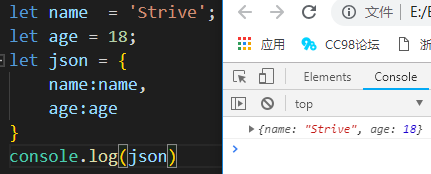 let name  = 'Strive';
let age = 18;
let json = {
    name:name,
    age:age
}
console.log(json)
文件 | E:/E
应用
CC98论坛
浙
Elements
Console
top
{name: "Strive", age: 18}